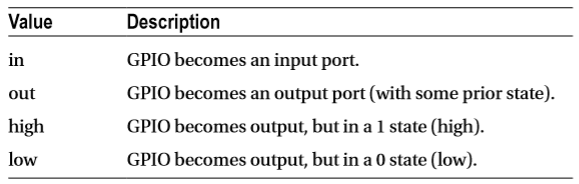 Value Description
in GPIO becomes an input port.
out GPIO becomes an output port (with some prior state).
high GPIO becomes output, but in a 1 state (high).
low GPIO becomes output, but in a 0 state (low).